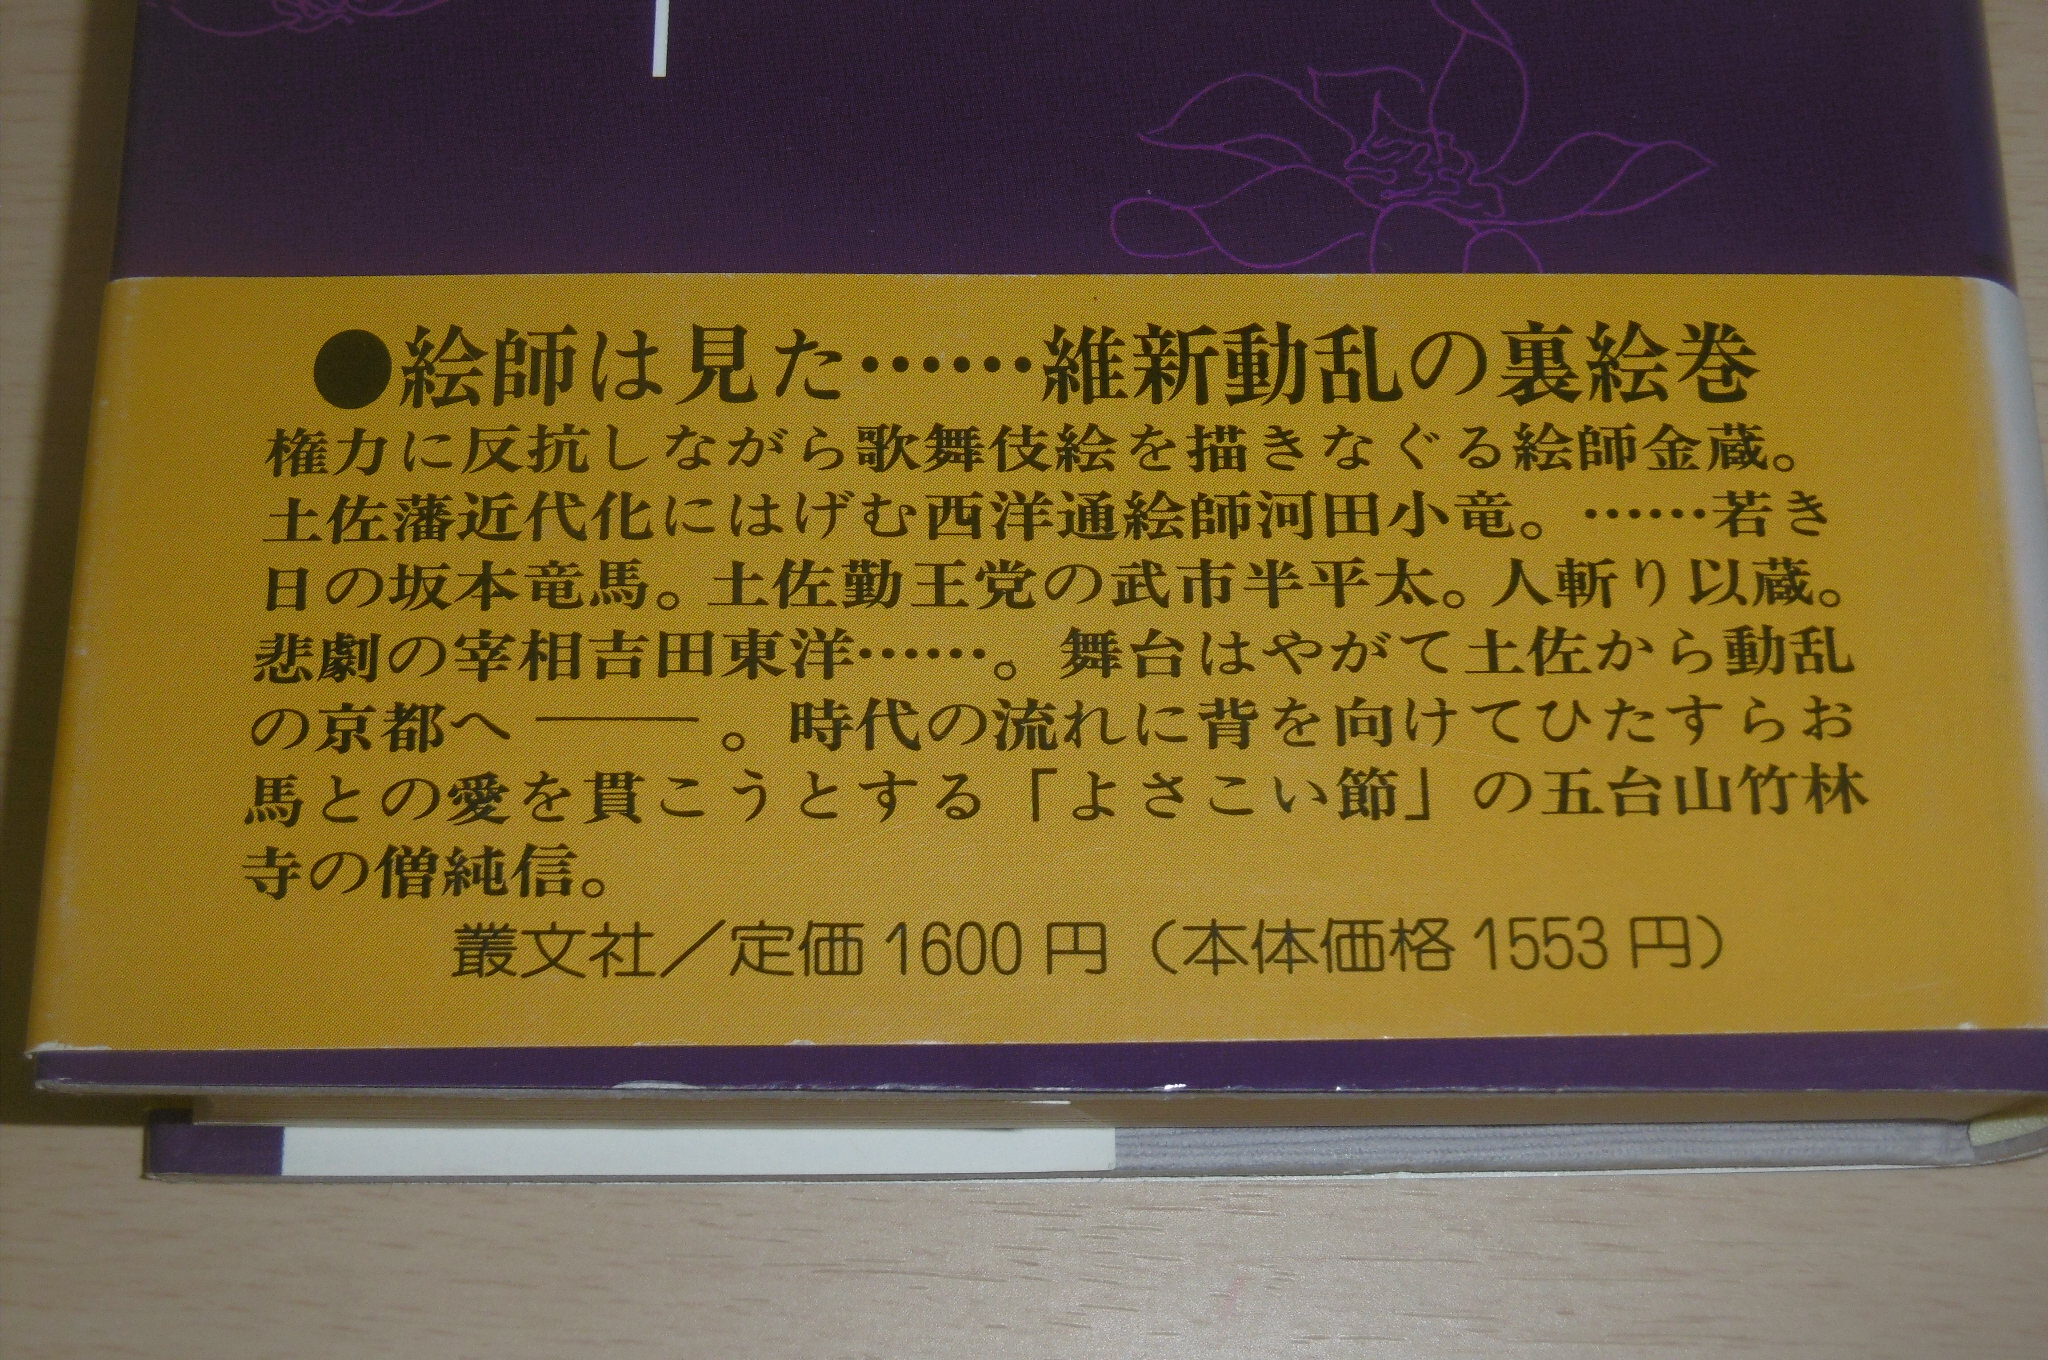 ●絵師は見た……維新動乱の裏絵巻
権力に反抗しながら歌舞伎絵を描きなぐる絵師金蔵。
土佐藩近代化にはげむ西洋通絵師河田小竜。……若き
日の坂本竜馬。土佐勤王党の武市半平太。人斬り以蔵。
悲劇の宰相吉田東洋……。舞台はやがて土佐から動乱
の京都へ――。時代の流れに背を向けてひたすらお
馬との愛を貫こうとする「よさこい節」の五台山竹林
寺の僧純信。
叢文社／定価1600円（本体価格1553円）